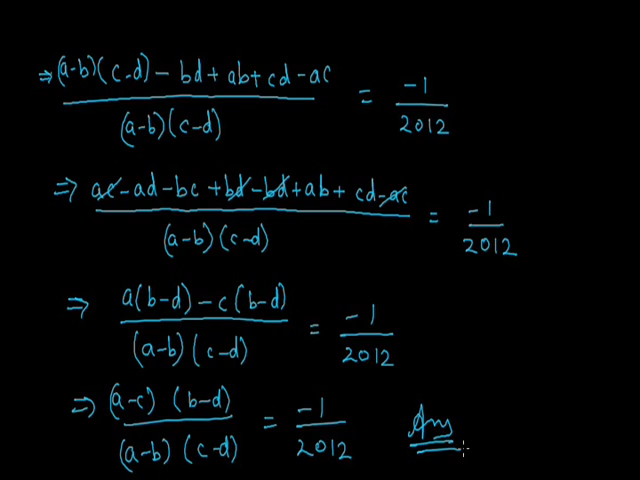 ⇒ ((a-b)(c-d) - bd + ab + cd - ac) / ((a-b)(c-d)) = -1/2012
⇒ (ac - ad - bc + bd - bd + ab + cd - ac) / ((a-b)(c-d)) = -1/2012
⇒ (a(b-d) - c(b-d)) / ((a-b)(c-d)) = -1/2012
⇒ ((a-c)(b-d)) / ((a-b)(c-d)) = -1/2012 Ans